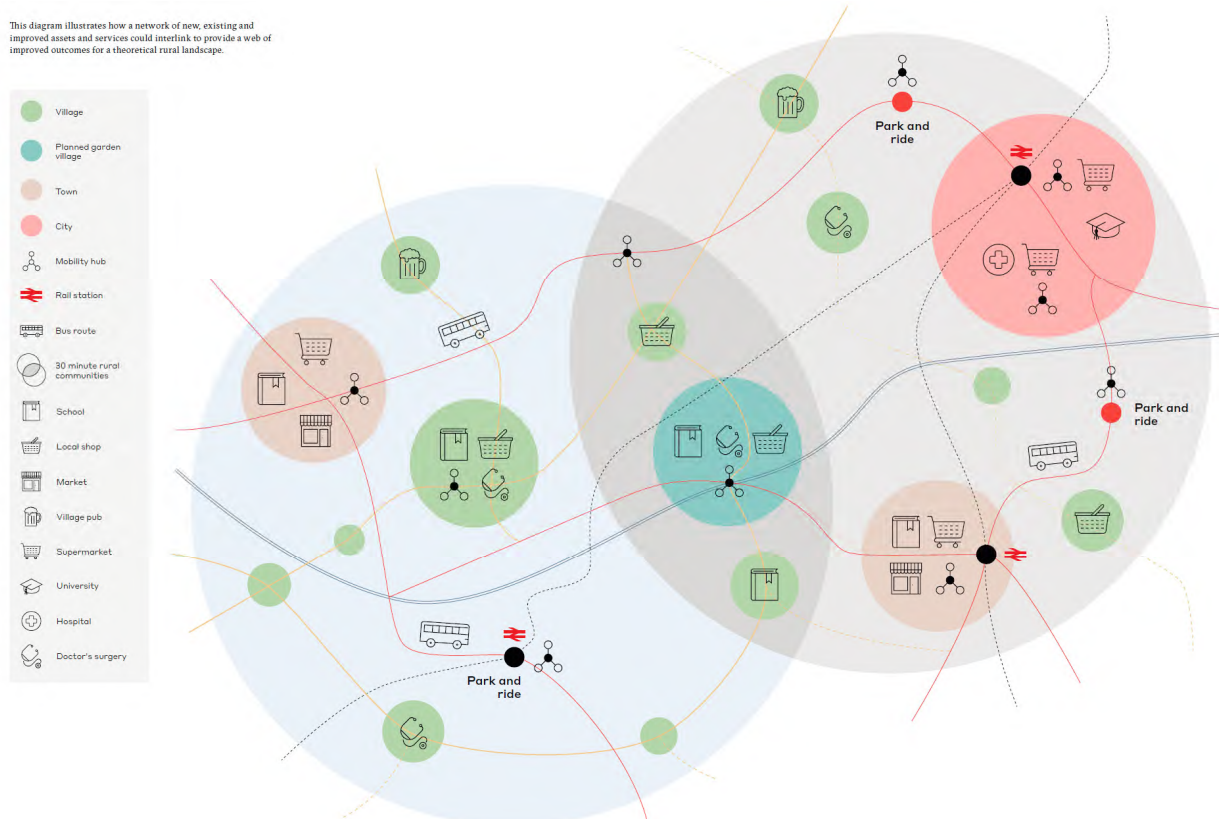 This diagram illustrates how a network of new, existing and
improved assets and services could interlink to provide a web of
improved outcomes for a theoretical rural landscape.
Village
Planned garden
village
Town
City
Mobility hub
Rail station
Bus route
30 minute rural
communities
School
Local shop
Market
Village pub
Supermarket
University
Hospital
Doctor's surgery
Park and
ride
Park and
ride
Park and
ride